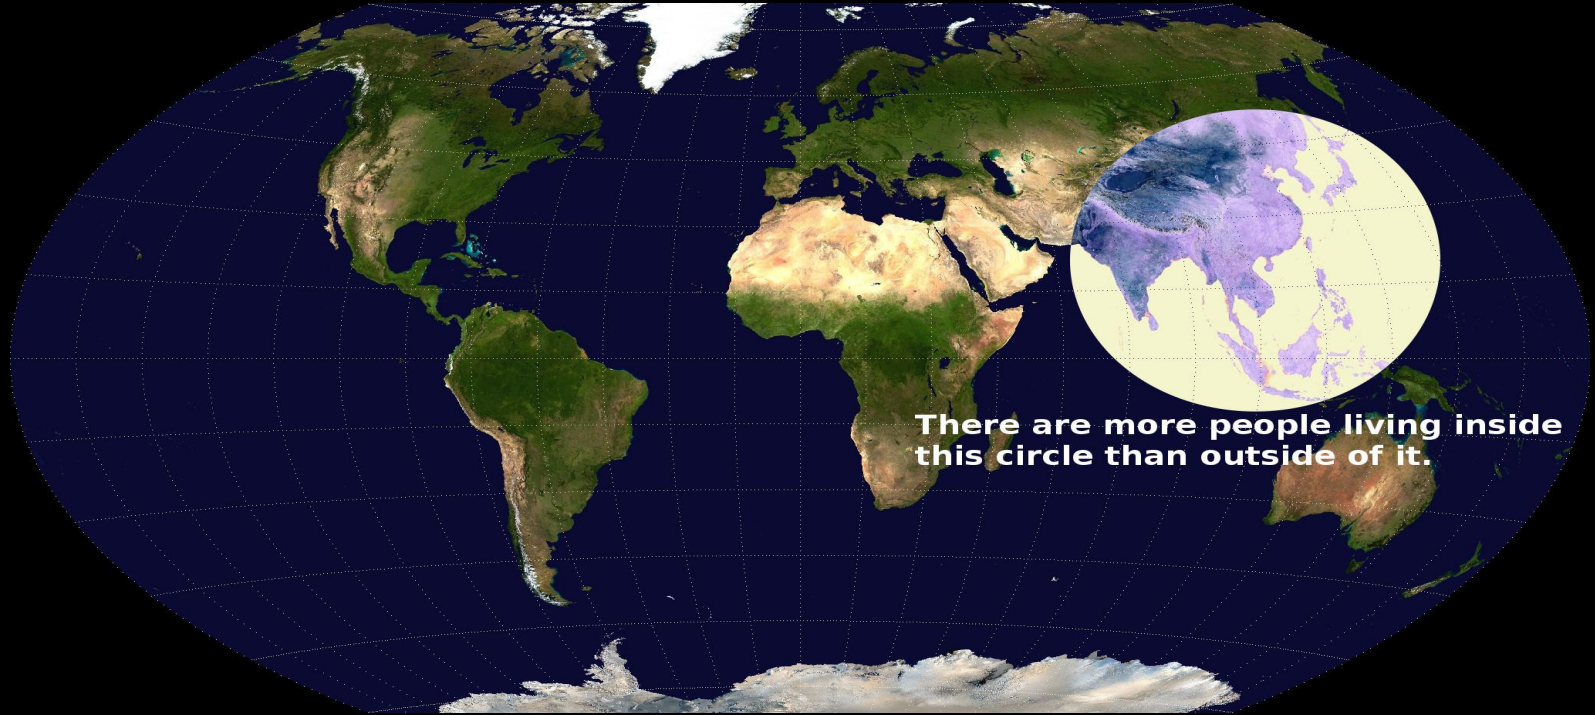 There are more people living inside
this circle than outside of it.